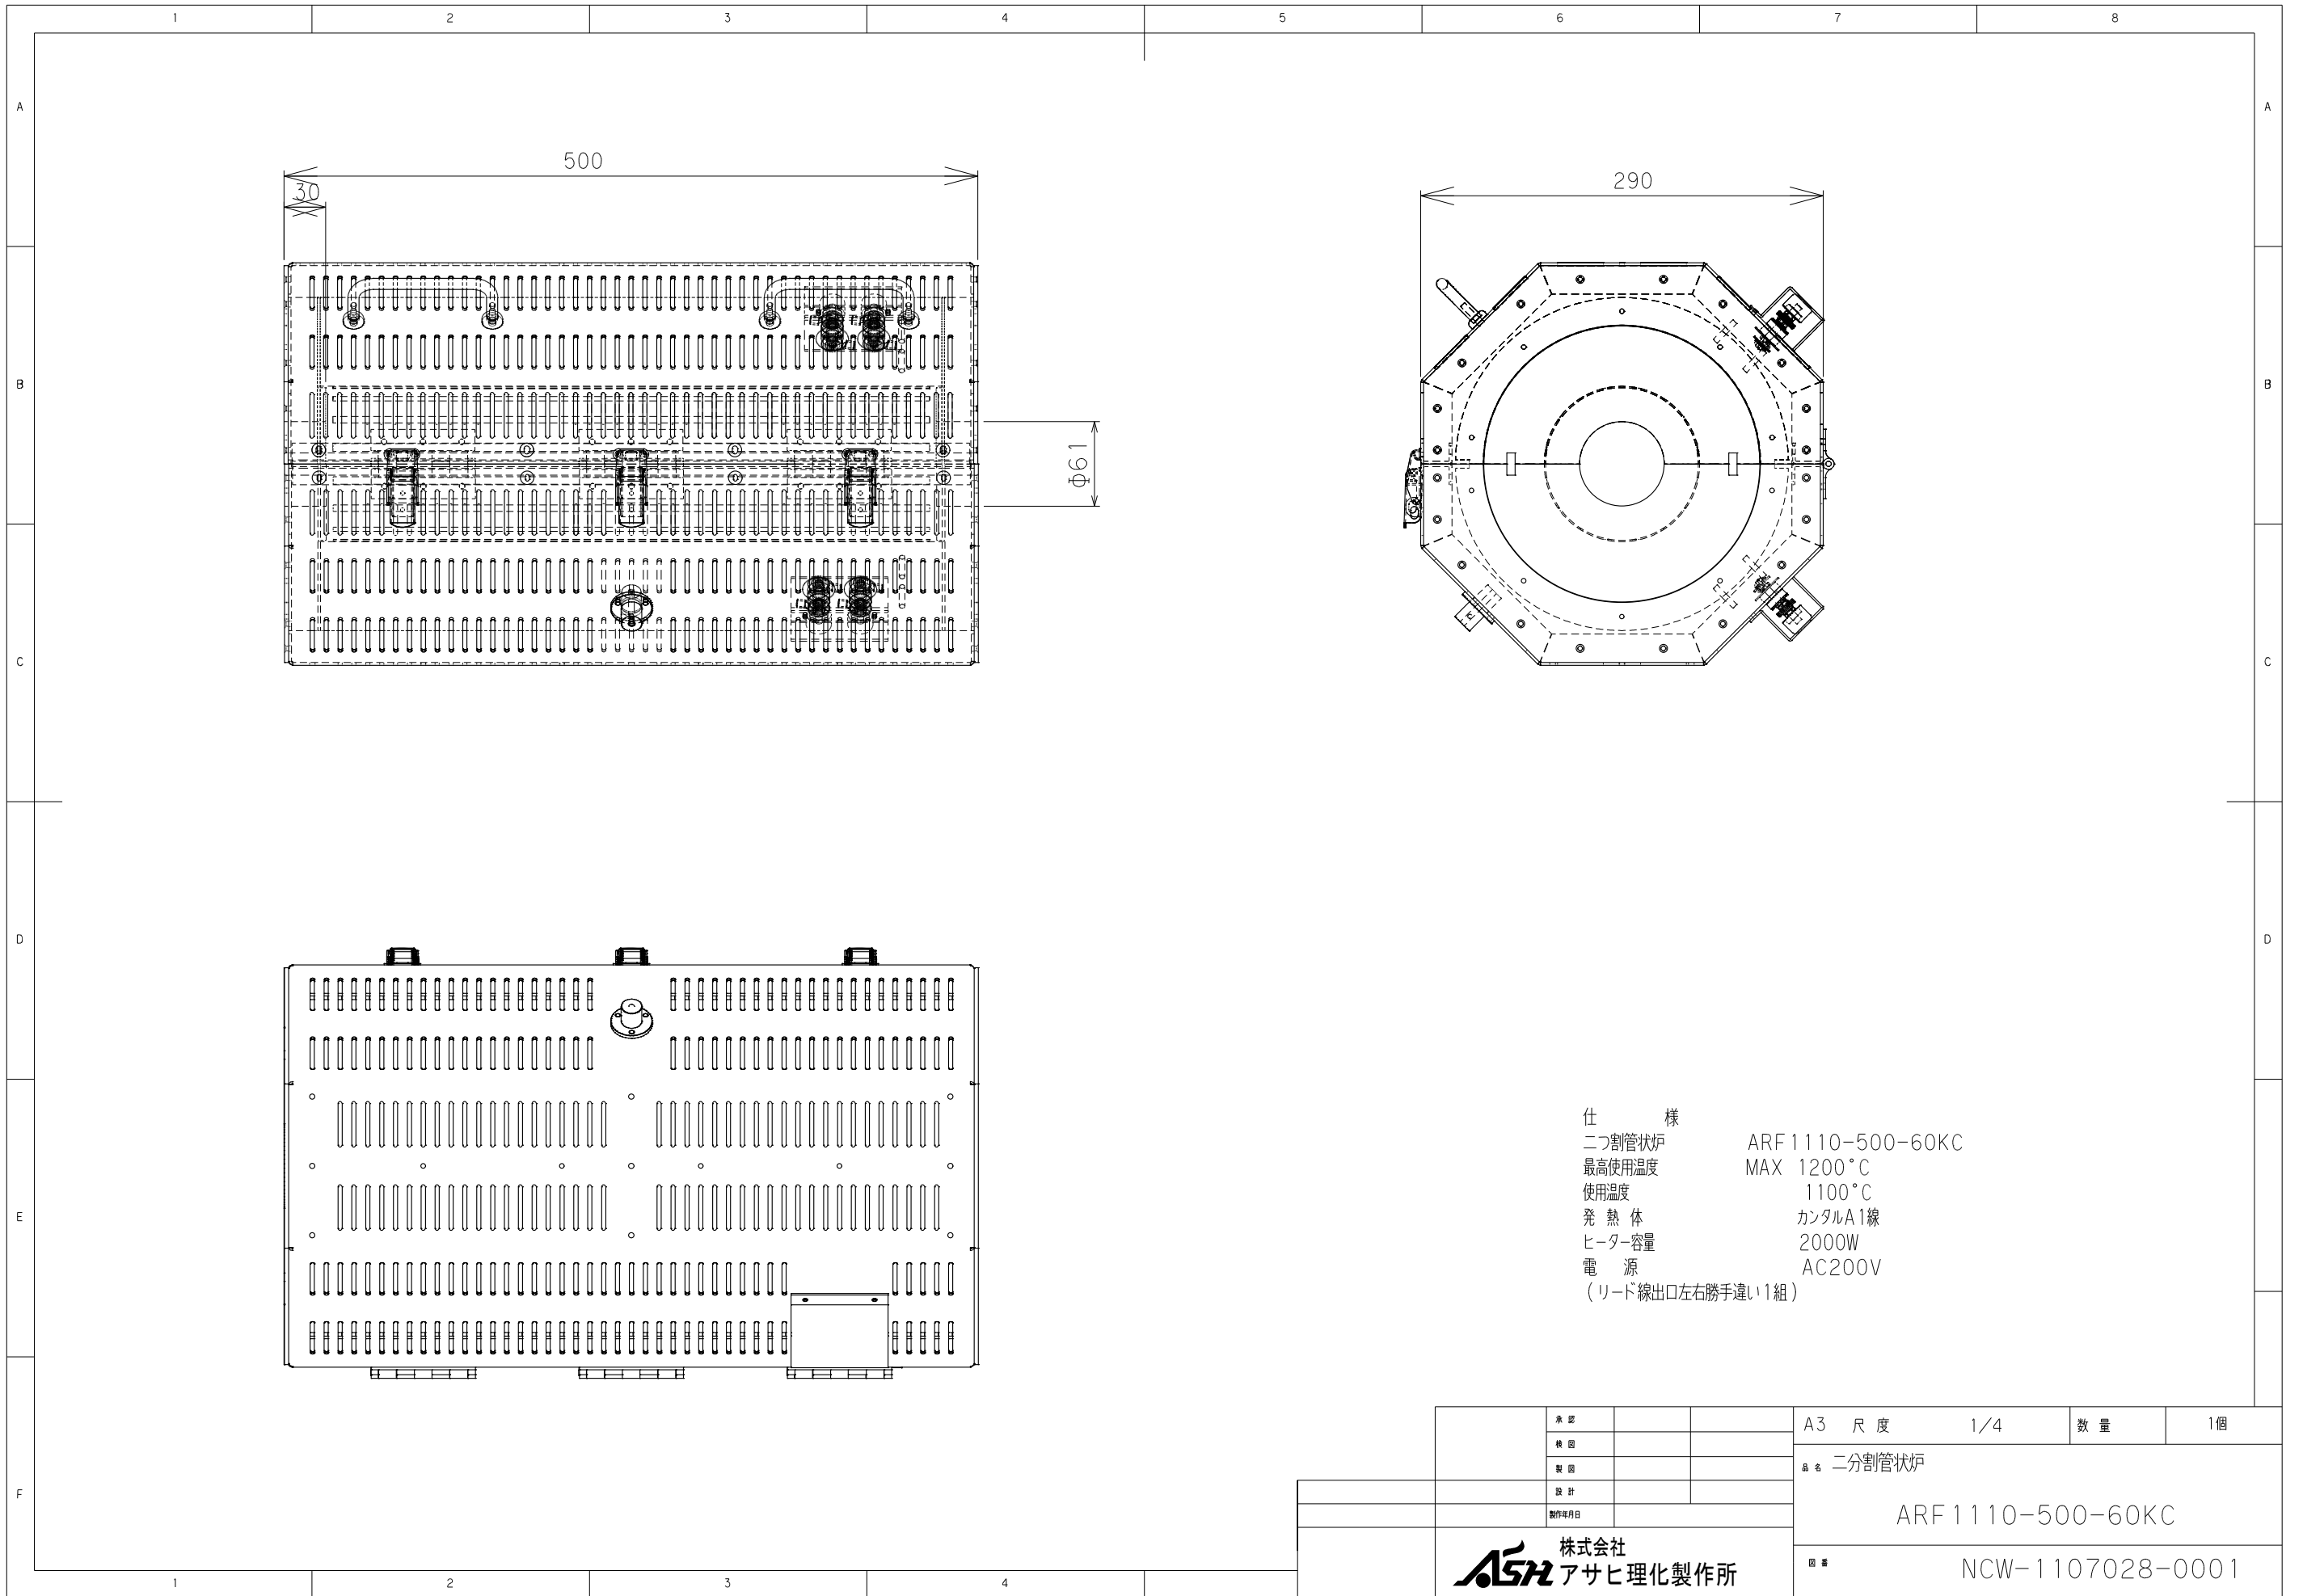 1 2 3 4 5 6 7 8
A A
500
30
290
B B
Φ61
C C
D D
仕 様
二つ割管状炉 ARF1110-500-60KC
最高使用温度 MAX 1200°C
使用温度 1100°C
E E
発 熱 体 カンタルA1線
ヒーター容量 2000W
電 源 AC200V
(リード線出口左右勝手違い1組)
承 認
A3 尺 度 1/4 数 量 1個
検 図
品 名 二分割管状炉
製 図
F
設 計
製作年月日
ARF1110-500-60KC
ASH 株式会社
アサヒ理化製作所
図 番 NCW-1107028-0001
1 2 3 4